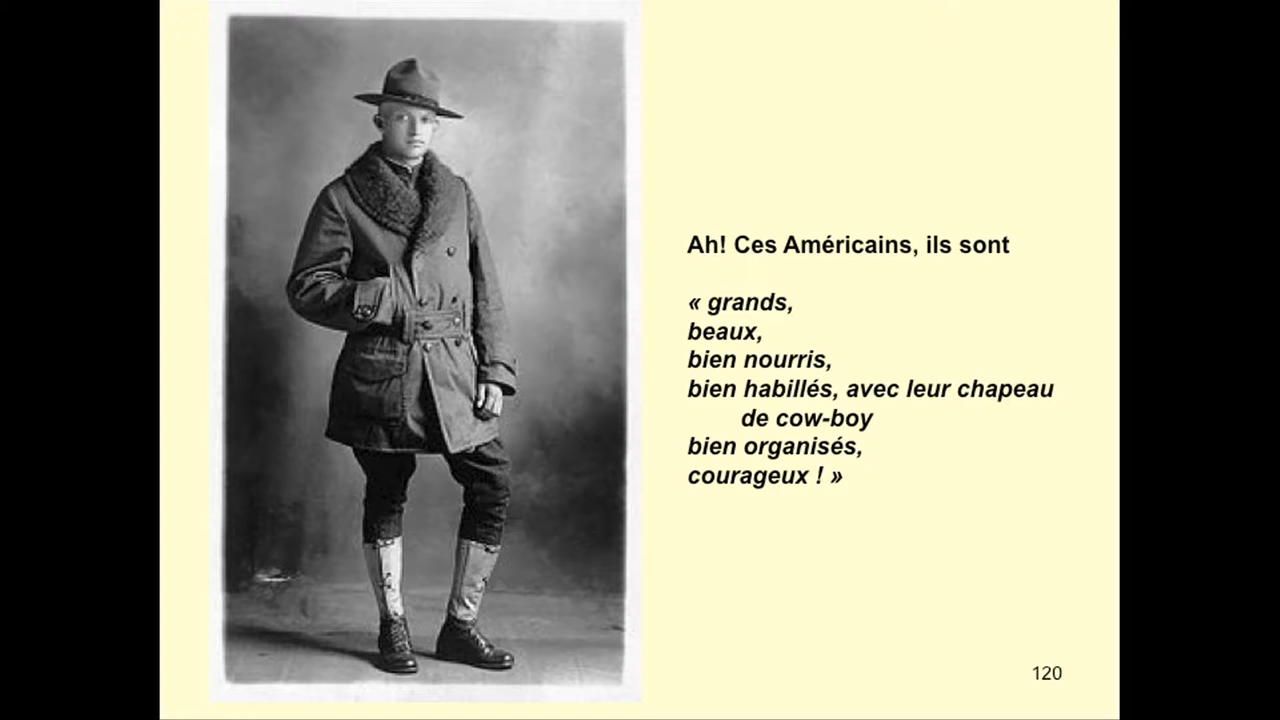 Ah! Ces Américains, ils sont
« grands,
beaux,
bien nourris,
bien habillés, avec leur chapeau
de cow-boy
bien organisés,
courageux ! »
120